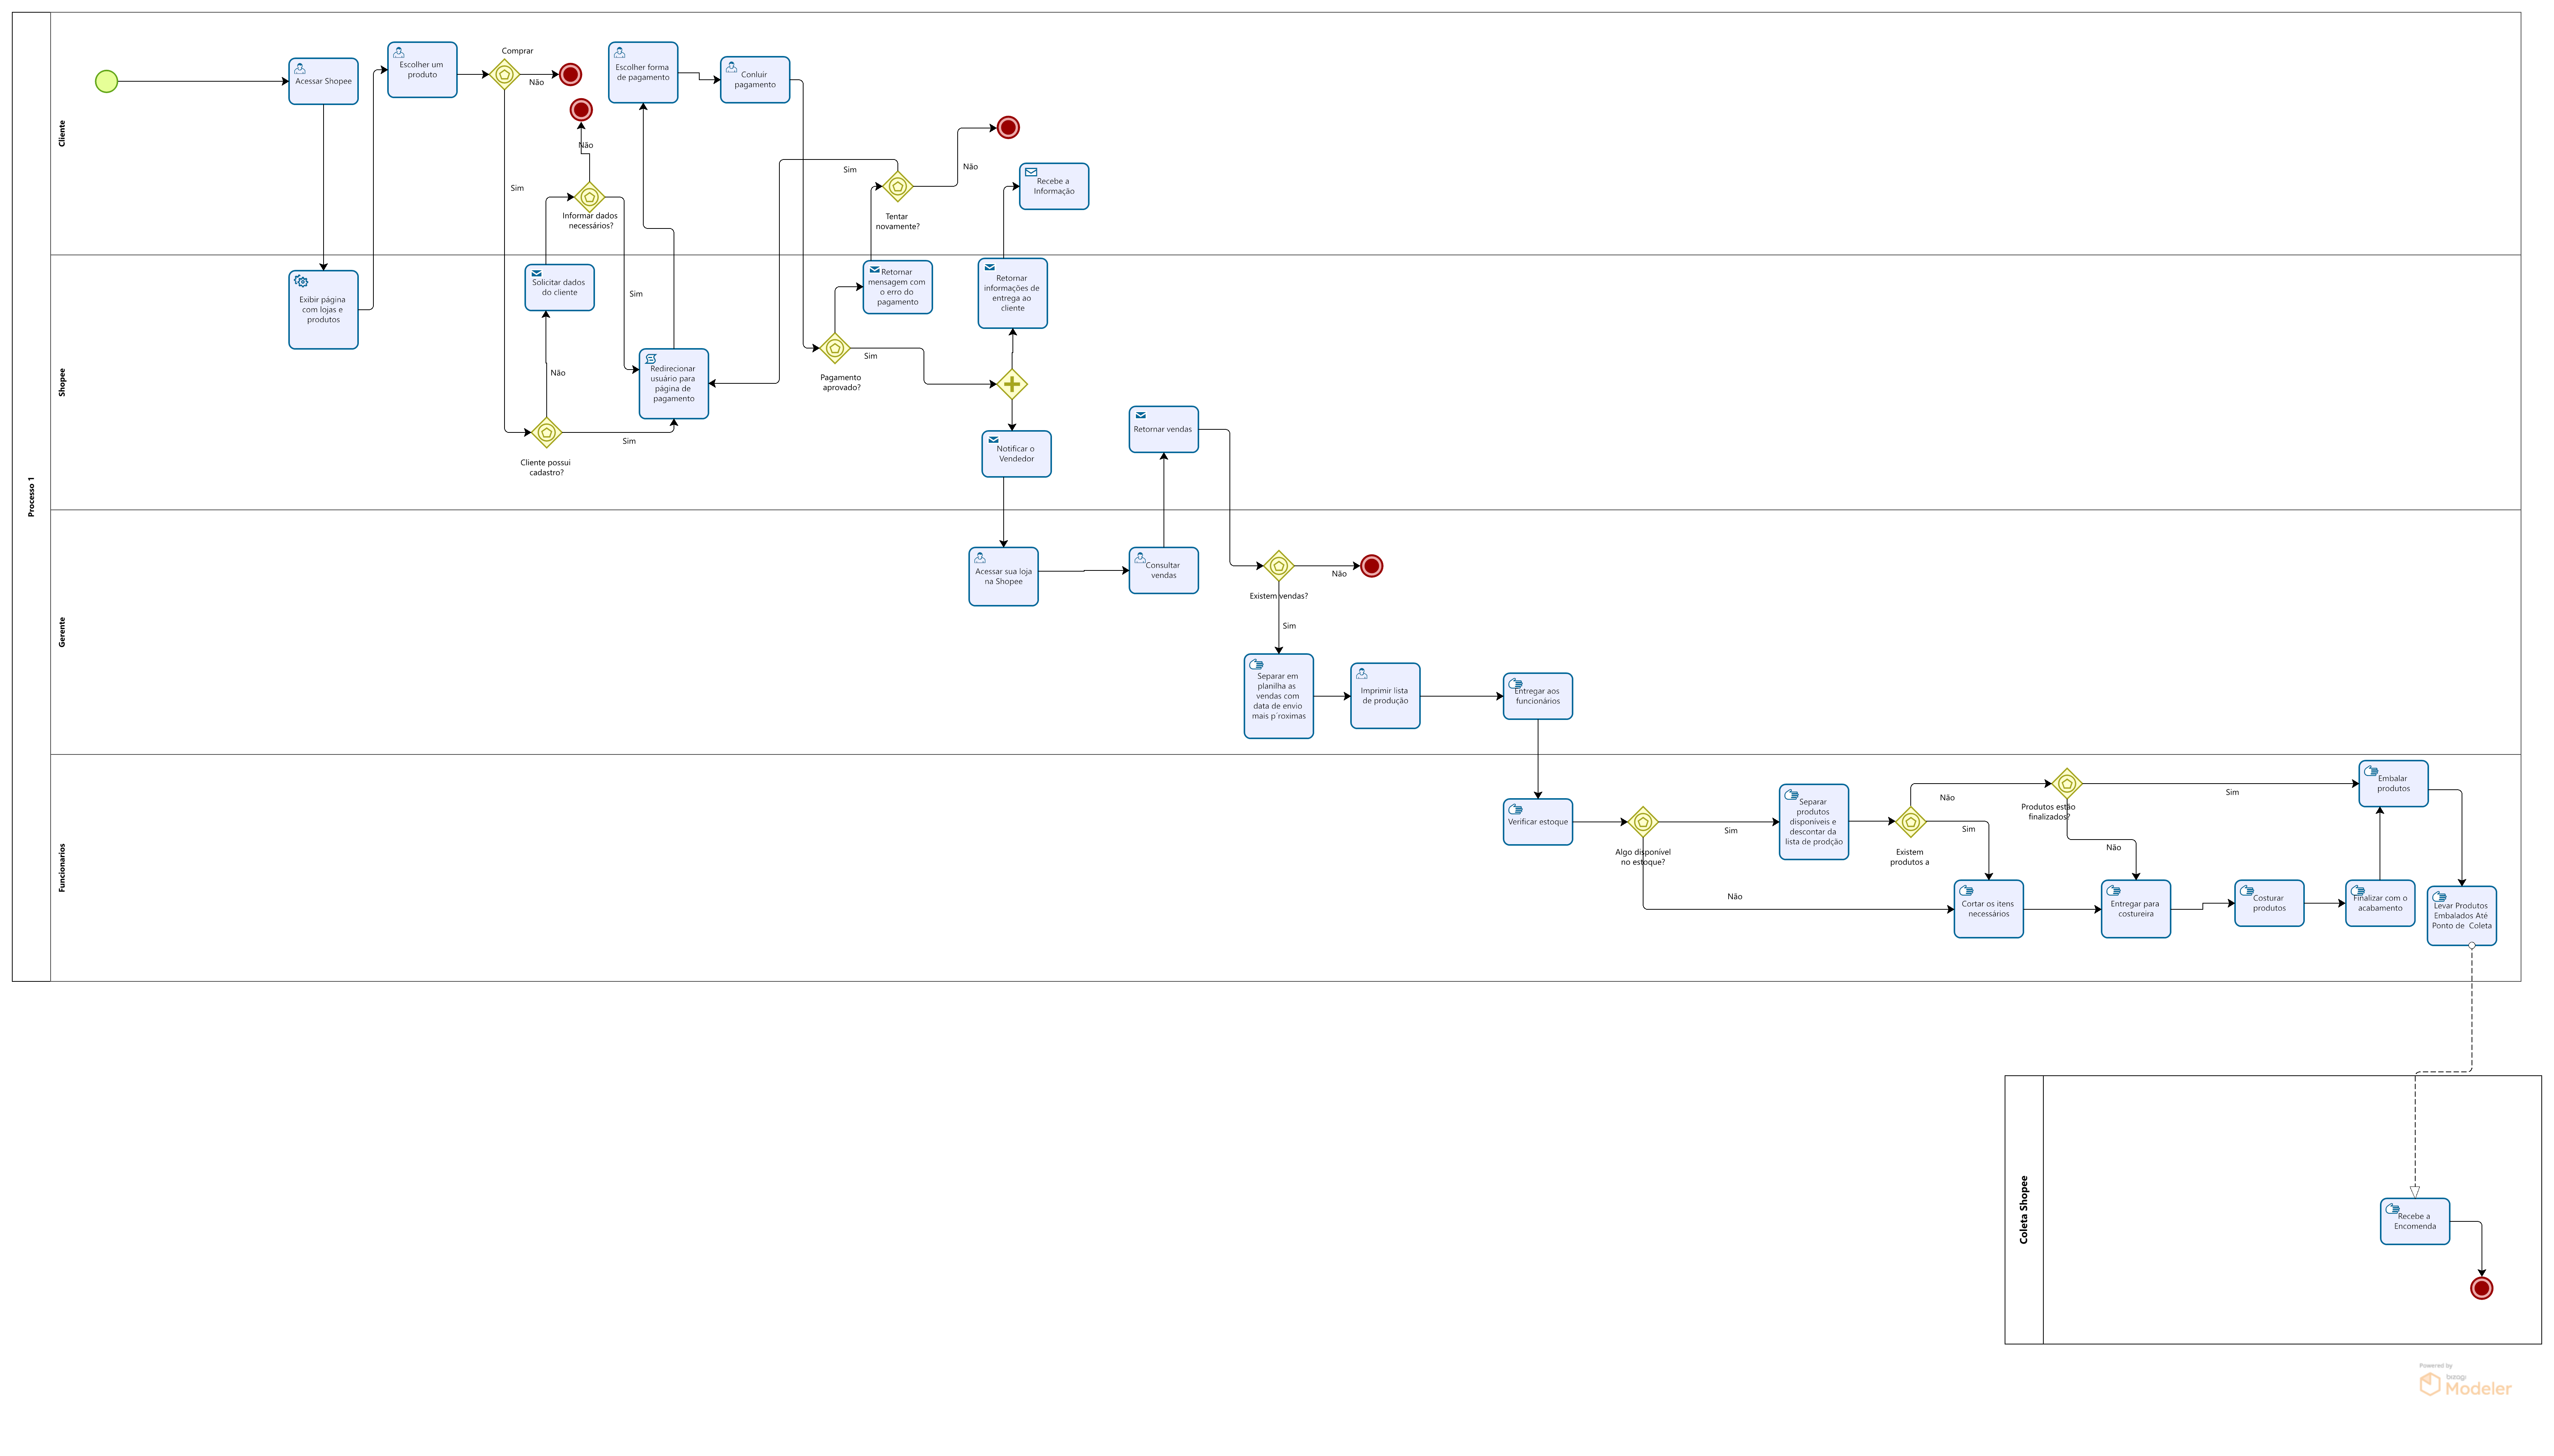 Processo 1
Cliente
Acessar Shopee
Escolher um
produto
Comprar
Não
Sim
Não
Informar dados
necessários?
Escolher forma
de pagamento
Conluir
pagamento
Sim
Tentar
novamente?
Não
Recebe a
Informação
Shopee
Exibir página
com lojas e
produtos
Solicitar dados
do cliente
Sim
Não
Cliente possui
cadastro?
Sim
Redirecionar
usuário para
página de
pagamento
Pagamento
aprovado?
Sim
Retornar
mensagem com
o erro do
pagamento
Retornar
informações de
entrega ao
cliente
Notificar o
Vendedor
Retornar vendas
Gerente
Acessar sua loja
na Shopee
Consultar
vendas
Existem vendas?
Não
Sim
Separar em
planilha as
vendas com
data de envio
mais p´roximas
Imprimir lista
de produção
Entregar aos
funcionários
Funcionarios
Verificar estoque
Algo disponível
no estoque?
Sim
Não
Separar
produtos
disponíveis e
descontar da
lista de prodção
Existem
produtos a
Não
Sim
Produtos estão
finalizados?
Sim
Não
Cortar os itens
necessários
Entregar para
costureira
Costurar
produtos
Finalizar com o
acabamento
Embalar
produtos
Levar Produtos
Embalados Até
Ponto de  Coleta
Coleta Shopee
Recebe a
Encomenda
Powered by
bizagi
Modeler